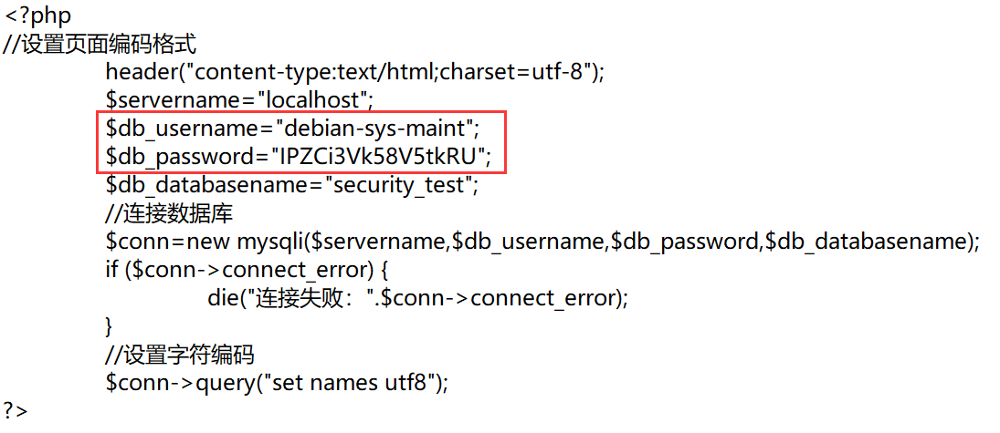 <?php
//设置页面编码格式
header("content-type:text/html;charset=utf-8");
$servername="localhost";
$db_username="debian-sys-maint";
$db_password="IPZCi3Vk58V5tkRU";
$db_databasename="security_test";
//连接数据库
$conn=new mysqli($servername,$db_username,$db_password,$db_databasename);
if ($conn->connect_error) {
die("连接失败：".$conn->connect_error);
}
//设置字符编码
$conn->query("set names utf8");
?>